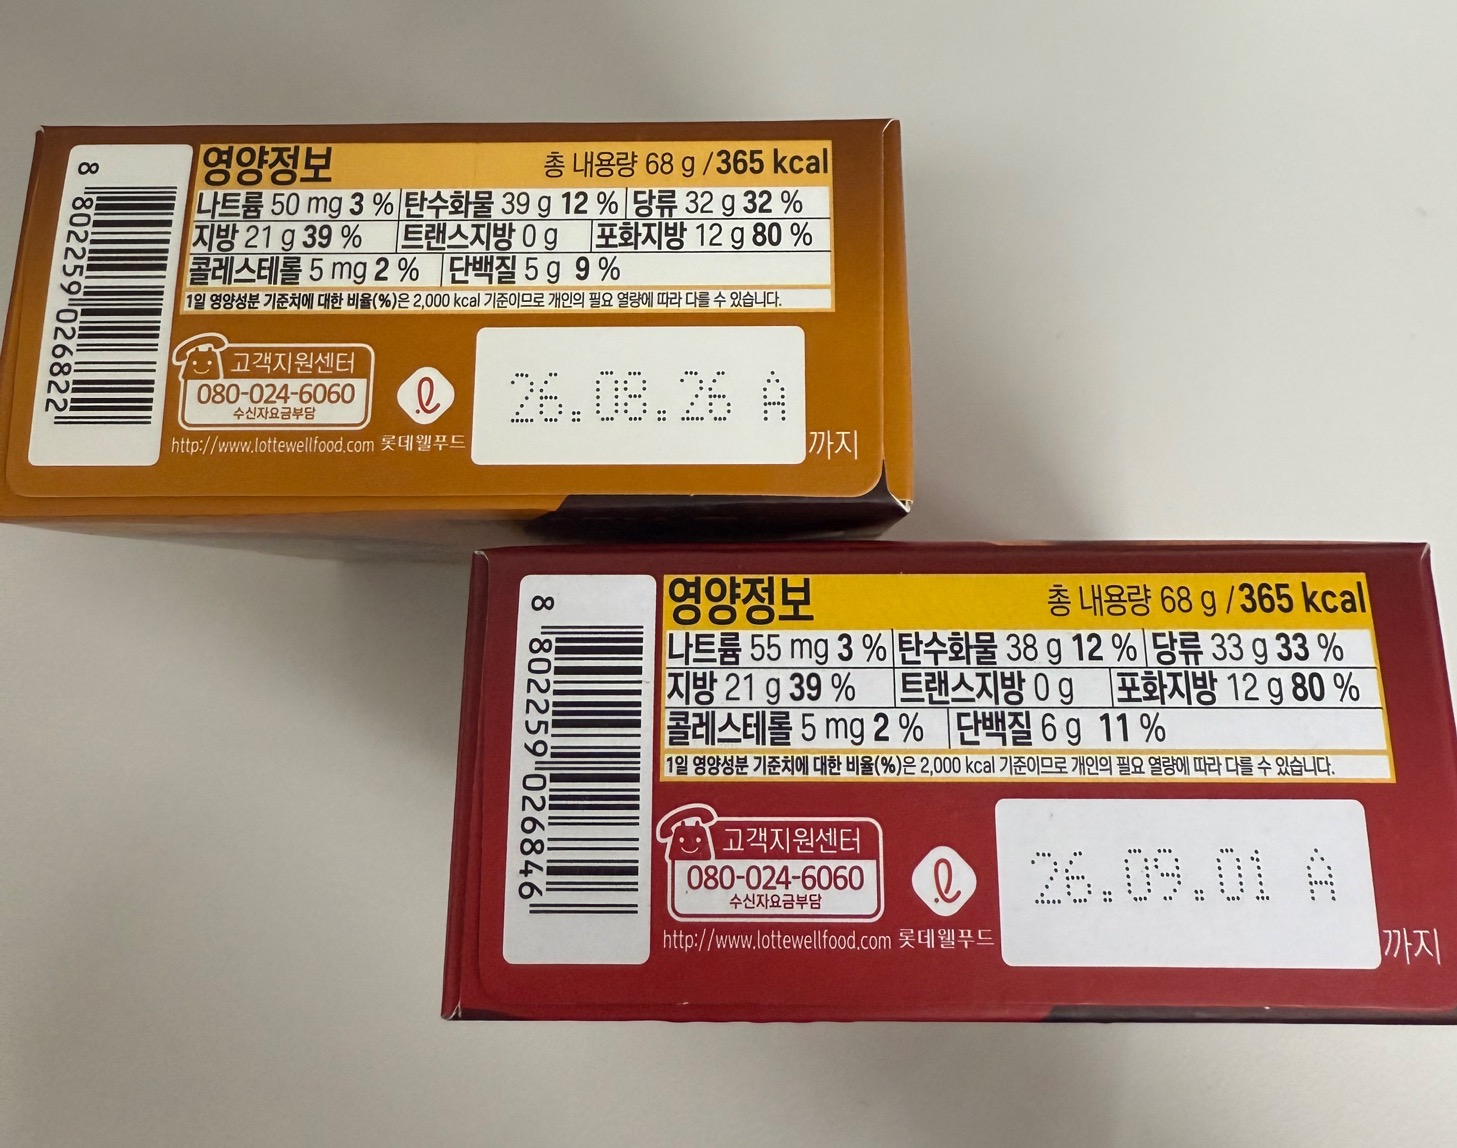 영양정보 총 내용량 68 g / 365 kcal
나트륨 50 mg 3 % 탄수화물 39 g 12 % 당류 32 g 32 %
지방 21 g 39 % 트랜스지방 0 g 포화지방 12 g 80 %
콜레스테롤 5 mg 2 % 단백질 5 g 9 %
1일 영양성분 기준치에 대한 비율(%)은 2,000 kcal 기준이므로 개인의 필요 열량에 따라 다를 수 있습니다.
8 802259 026822
고객지원센터
080-024-6060
수신자요금부담
http://www.lottewellfood.com 롯데웰푸드
26.08.26 A
까지
영양정보 총 내용량 68 g / 365 kcal
나트륨 55 mg 3 % 탄수화물 38 g 12 % 당류 33 g 33 %
지방 21 g 39 % 트랜스지방 0 g 포화지방 12 g 80 %
콜레스테롤 5 mg 2 % 단백질 6 g 11 %
1일 영양성분 기준치에 대한 비율(%)은 2,000 kcal 기준이므로 개인의 필요 열량에 따라 다를 수 있습니다.
8 802259 026846
고객지원센터
080-024-6060
수신자요금부담
http://www.lottewellfood.com 롯데웰푸드
26.09.01 A
까지